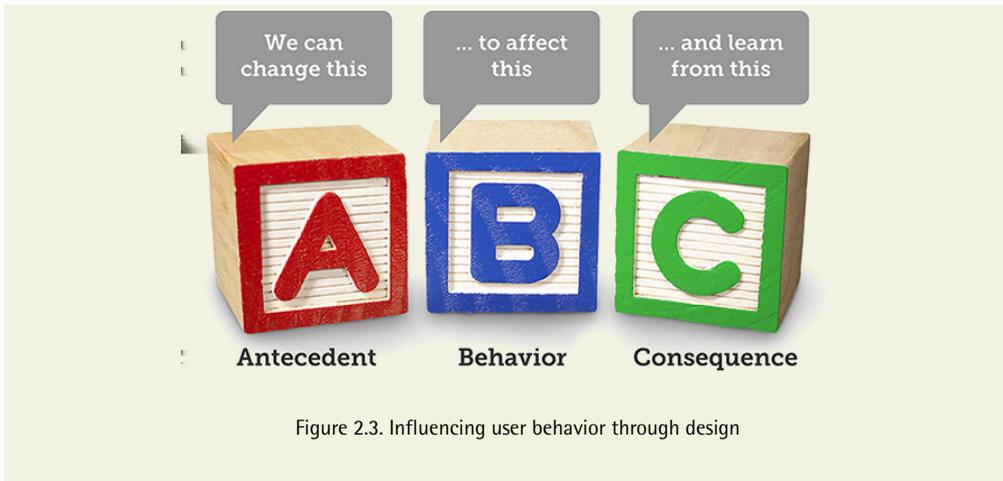 We can
change this
... to affect
this
... and learn
from this
A
B
C
Antecedent
Behavior
Consequence
Figure 2.3. Influencing user behavior through design